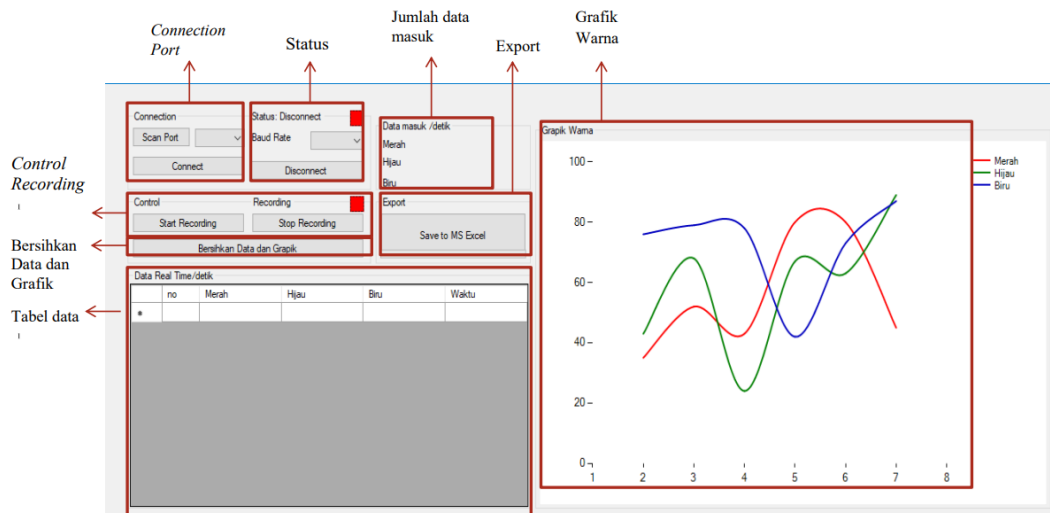 Connection
Port
Status
Jumlah data
masuk
Export
Grafik
Warna
Control
Recording
Bersihkan
Data dan
Grafik
Tabel data
Connection
Scan Port
Connect
Status: Disconnect
Baud Rate
Disconnect
Data masuk /detik
Merah
Hijau
Biru
Control
Recording
Start Recording
Stop Recording
Export
Save to MS Excel
Bersihkan Data dan Grapik
Data Real Time/detik
no Merah Hijau Biru Waktu
Grapik Warna
100
80
60
40
20
0
1 2 3 4 5 6 7 8
Merah
Hijau
Biru